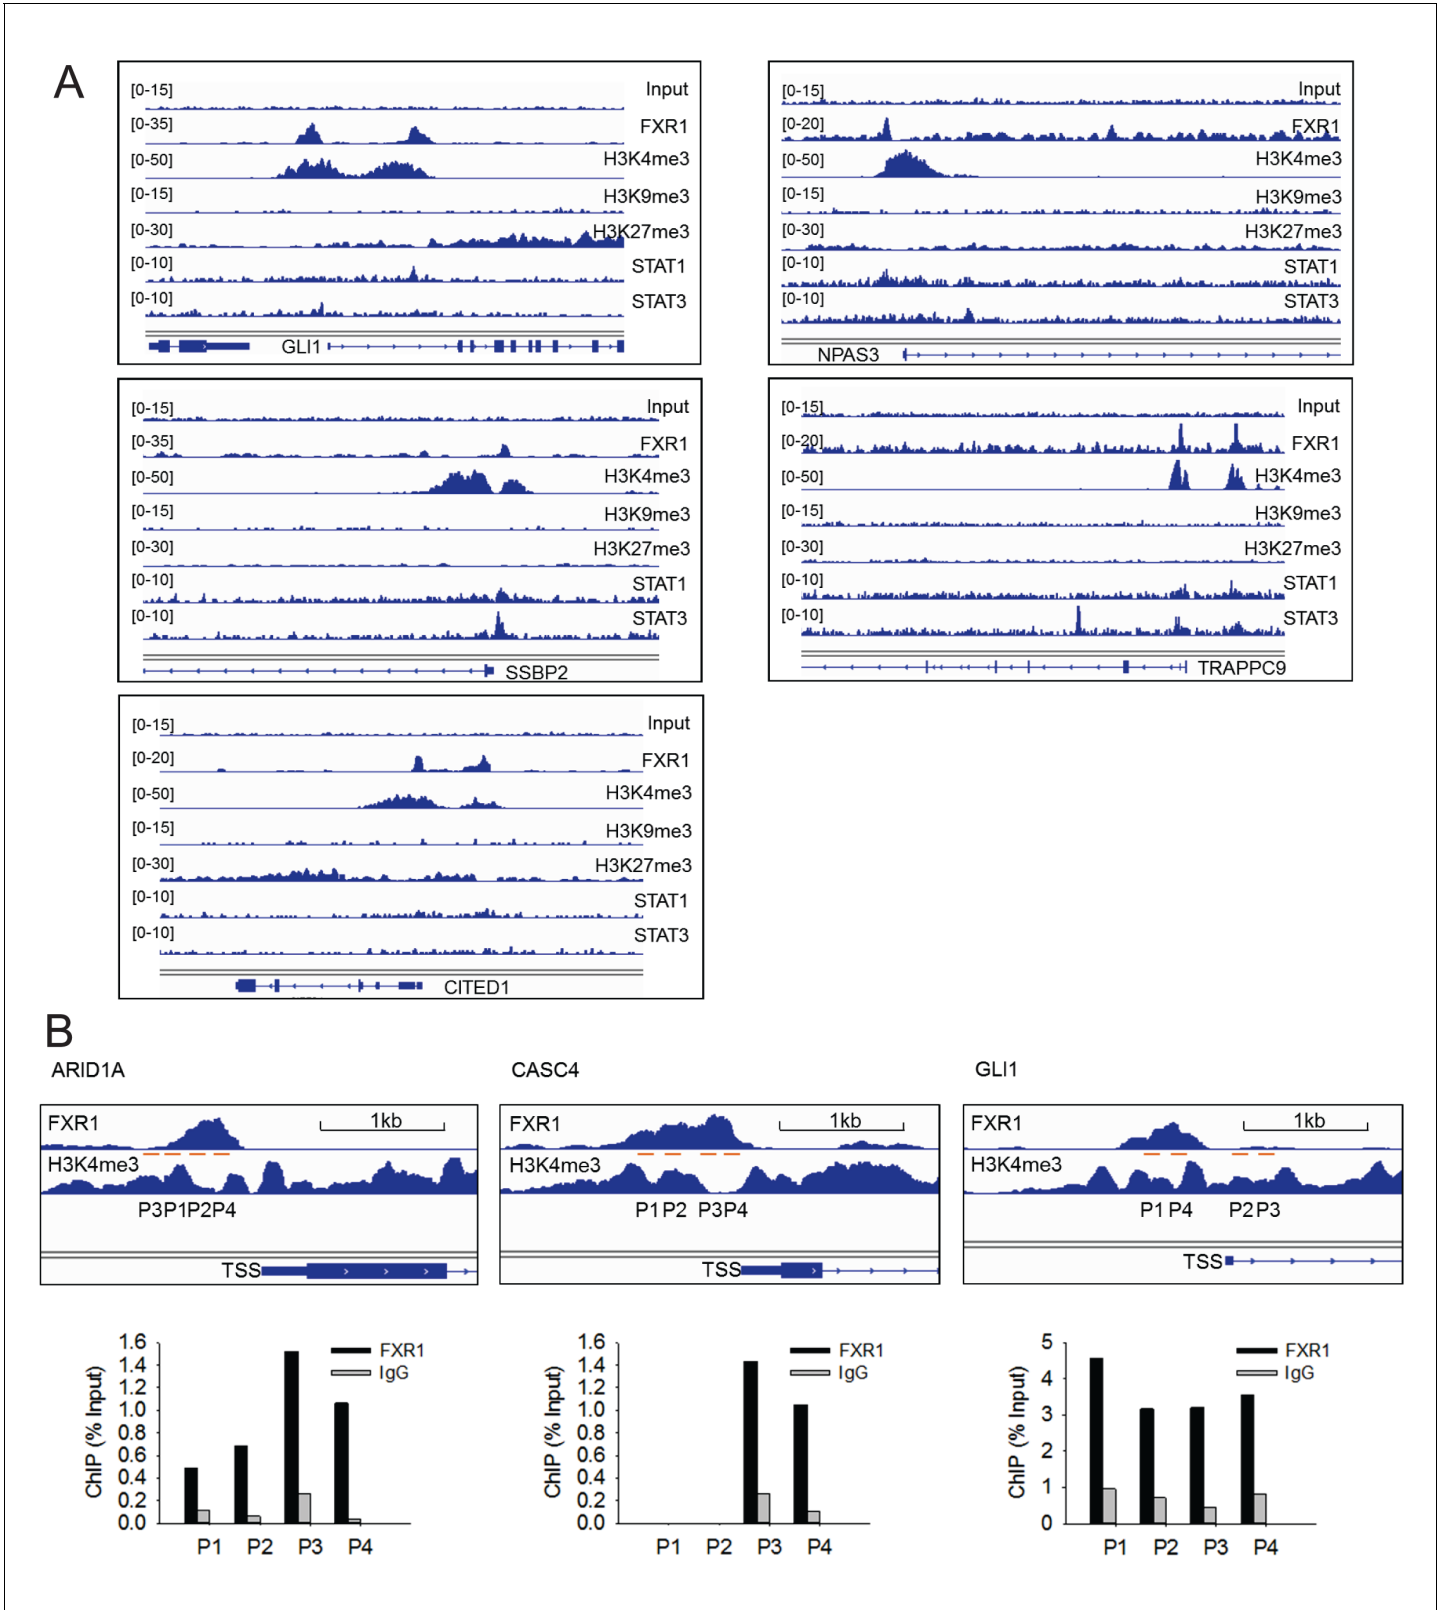 A
[0-15] Input
[0-35] FXR1
[0-50] H3K4me3
[0-15] H3K9me3
[0-30] H3K27me3
[0-10] STAT1
[0-10] STAT3
GLI1
[0-15] Input
[0-20] FXR1
[0-50] H3K4me3
[0-15] H3K9me3
[0-30] H3K27me3
[0-10] STAT1
[0-10] STAT3
NPAS3
[0-15] Input
[0-35] FXR1
[0-50] H3K4me3
[0-15] H3K9me3
[0-30] H3K27me3
[0-10] STAT1
[0-10] STAT3
SSBP2
[0-15] Input
[0-20] FXR1
[0-50] H3K4me3
[0-15] H3K9me3
[0-30] H3K27me3
[0-10] STAT1
[0-10] STAT3
TRAPPC9
[0-15] Input
[0-20] FXR1
[0-50] H3K4me3
[0-15] H3K9me3
[0-30] H3K27me3
[0-10] STAT1
[0-10] STAT3
CITED1
B
ARID1A
FXR1 1kb
H3K4me3
P3P1P2P4
TSS
CASC4
FXR1 1kb
H3K4me3
P1 P2 P3P4
TSS
GLI1
FXR1 1kb
H3K4me3
P1 P4 P2 P3
TSS
ChIP (% Input)
1.6
1.4
1.2
1.0
0.8
0.6
0.4
0.2
0.0
FXR1
IgG
P1 P2 P3 P4
ChIP (% Input)
1.6
1.4
1.2
1.0
0.8
0.6
0.4
0.2
0.0
FXR1
IgG
P1 P2 P3 P4
ChIP (% Input)
5
4
3
2
1
0
FXR1
IgG
P1 P2 P3 P4